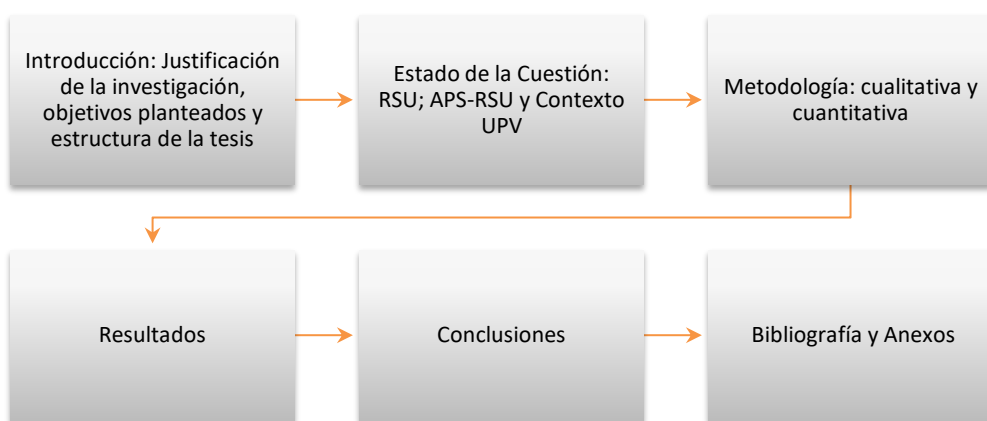 Introducción: Justificación
de la investigación,
objetivos planteados y
estructura de la tesis
Estado de la Cuestión:
RSU; APS-RSU y Contexto
UPV
Metodología: cualitativa y
cuantitativa
Resultados
Conclusiones
Bibliografía y Anexos